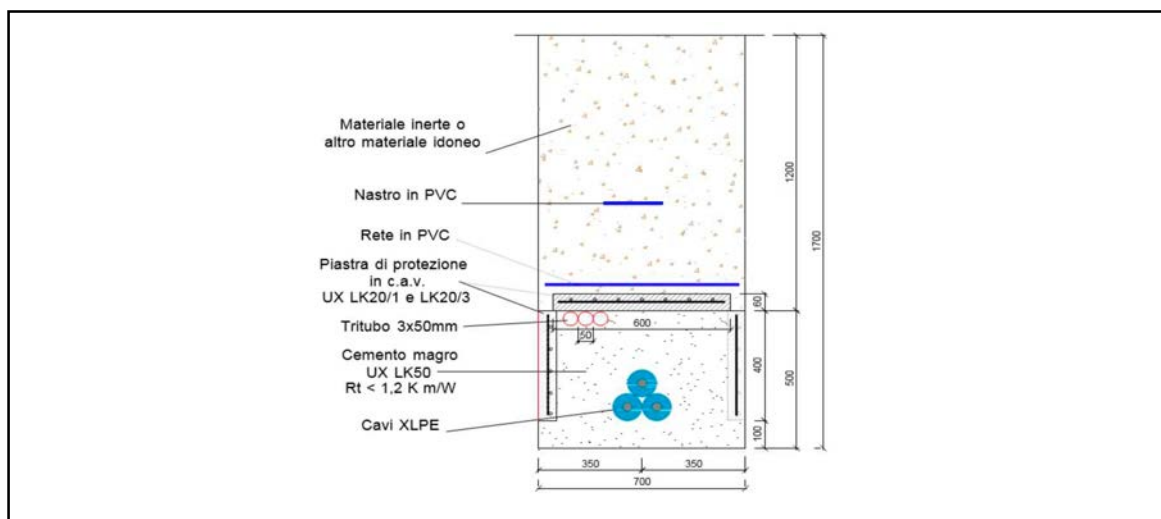 Materiale inerte o
altro materiale idoneo
Nastro in PVC
Rete in PVC
Piastra di protezione
in c.a.v.
UX LK20/1 e LK20/3
Tritubo 3x50mm
Cemento magro
UX LK50
Rt < 1,2 K m/W
Cavi XLPE
1200
1700
60
600
50
400
500
100
350
350
700